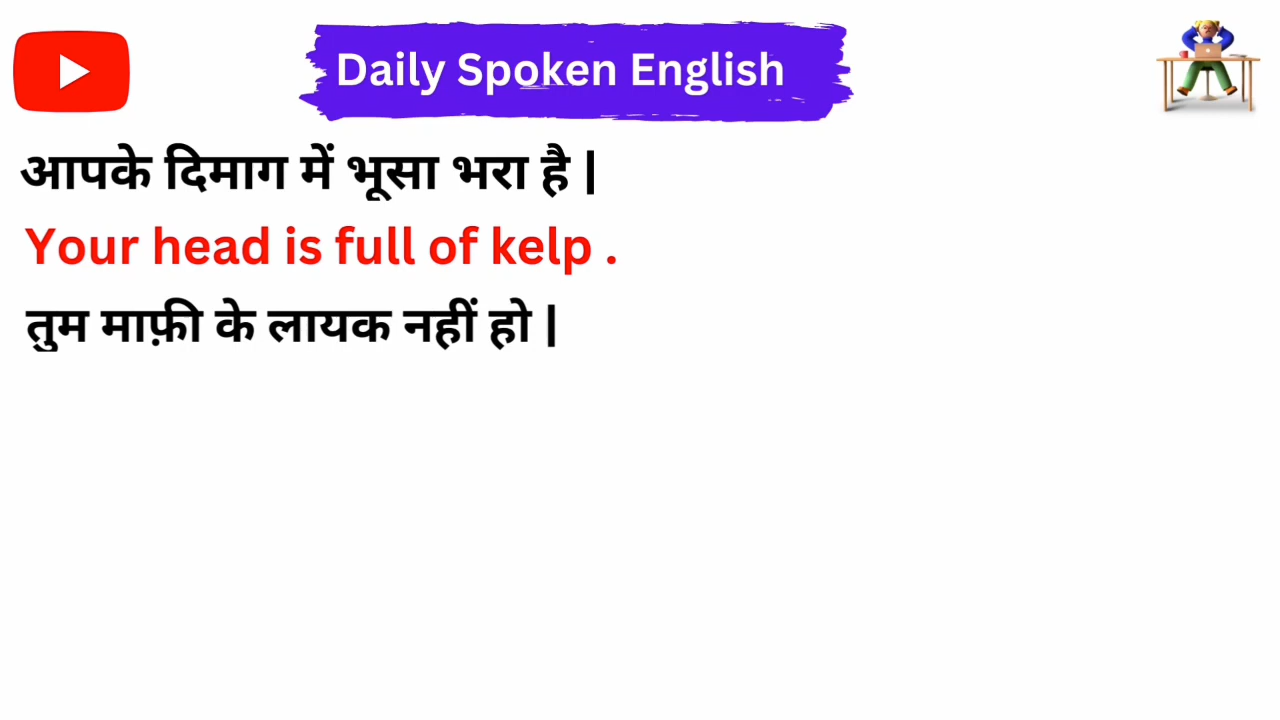 Daily Spoken English
आपके दिमाग में भूसा भरा है |
Your head is full of kelp .
तुम माफ़ी के लायक नहीं हो |